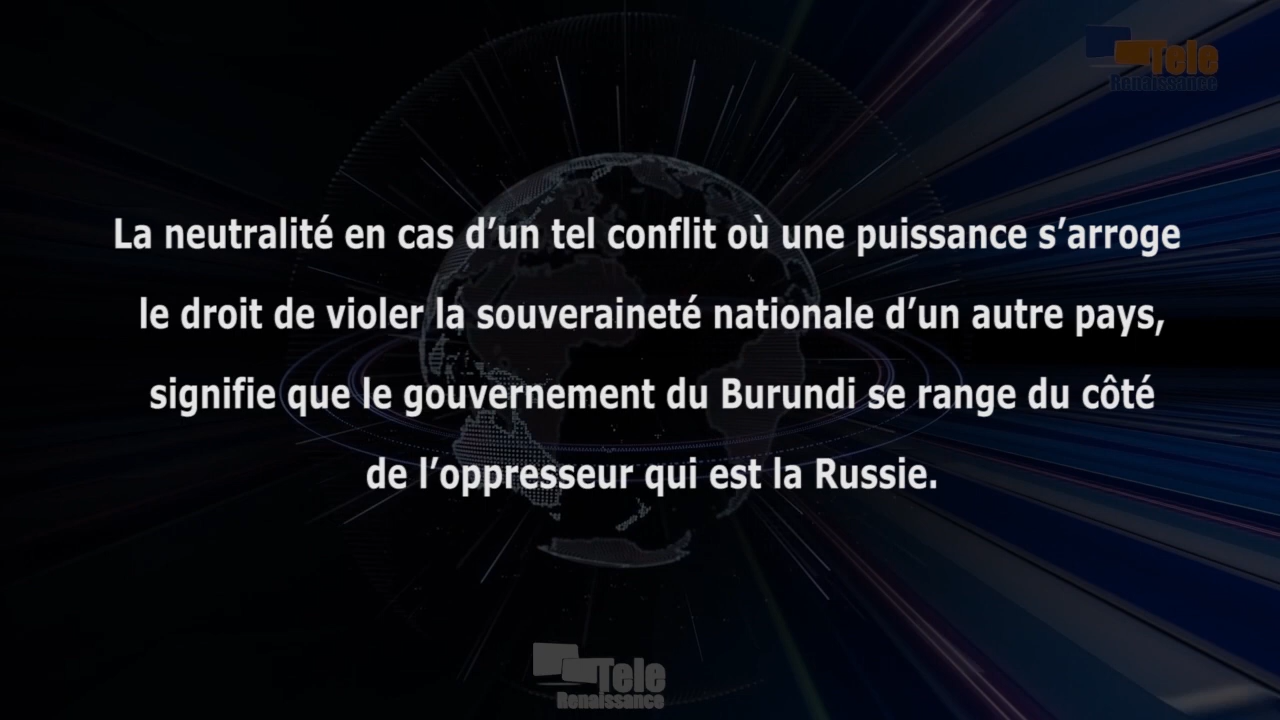 Tele
Renaissance
La neutralité en cas d’un tel conflit où une puissance s’arroge
le droit de violer la souveraineté nationale d’un autre pays,
signifie que le gouvernement du Burundi se range du côté
de l’oppresseur qui est la Russie.
Tele
Renaissance